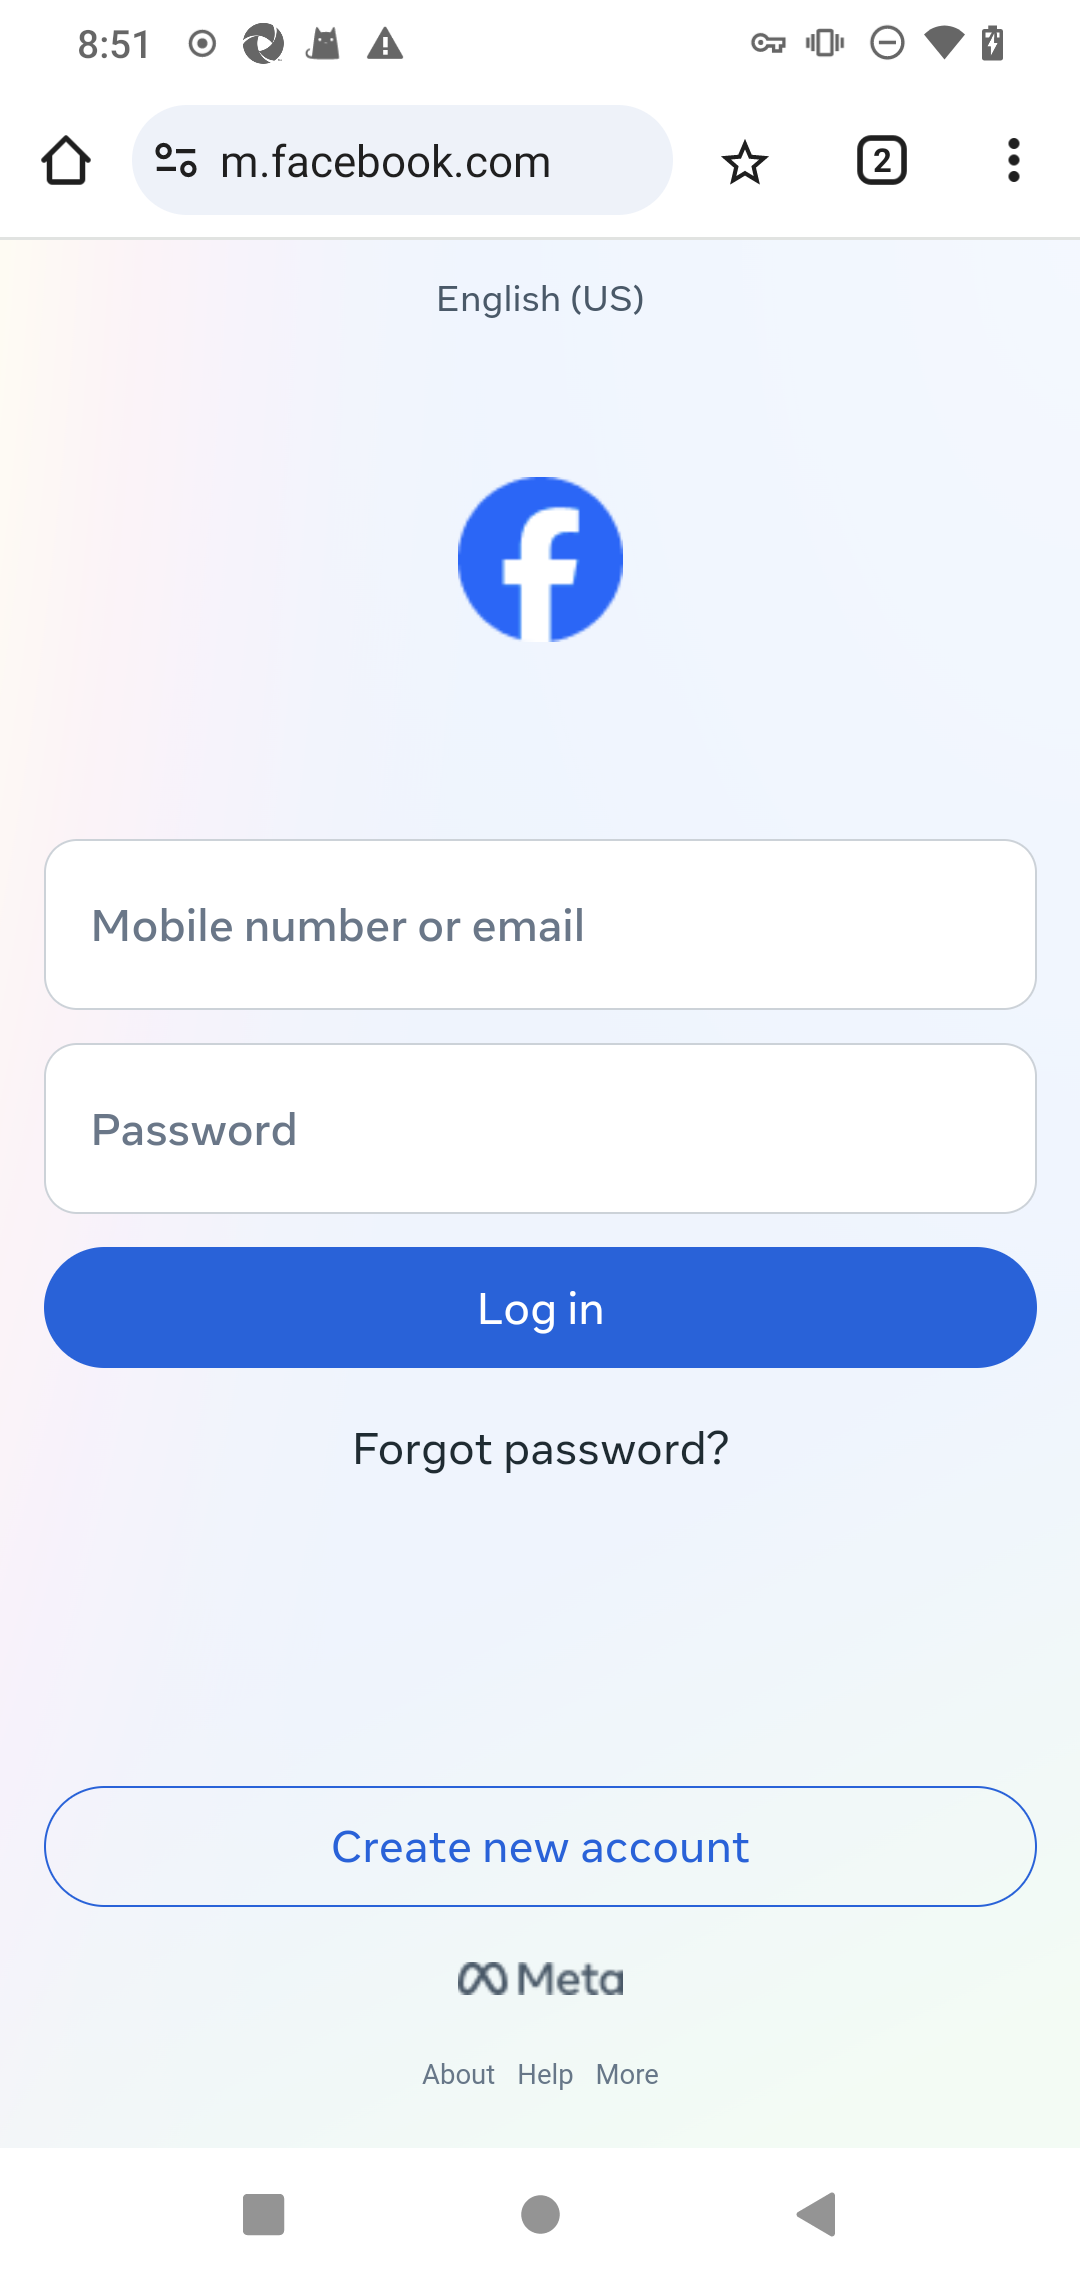 8:51
m.facebook.com
2
English (US)
Mobile number or email
Password
Log in
Forgot password?
Create new account
Meta
About Help More